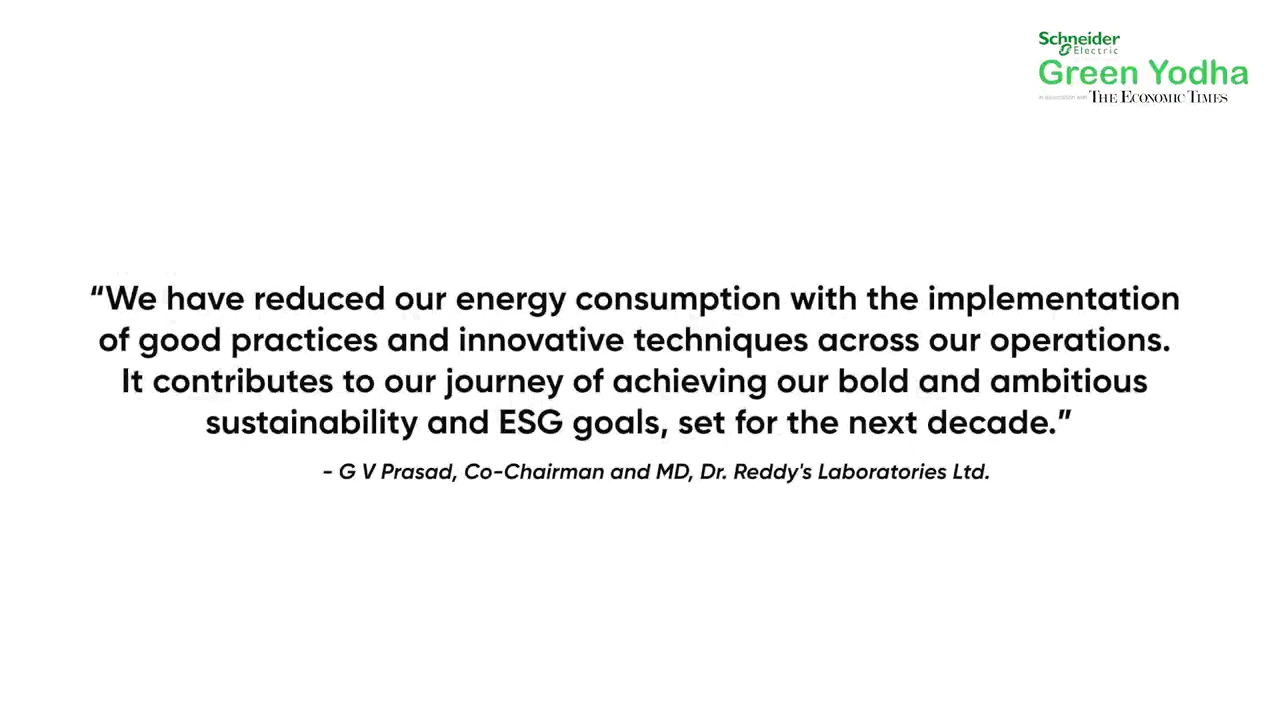 Schneider
Electric
Green Yodha
in association with THE ECONOMIC TIMES
“We have reduced our energy consumption with the implementation
of good practices and innovative techniques across our operations.
It contributes to our journey of achieving our bold and ambitious
sustainability and ESG goals, set for the next decade.”
- G V Prasad, Co-Chairman and MD, Dr. Reddy's Laboratories Ltd.